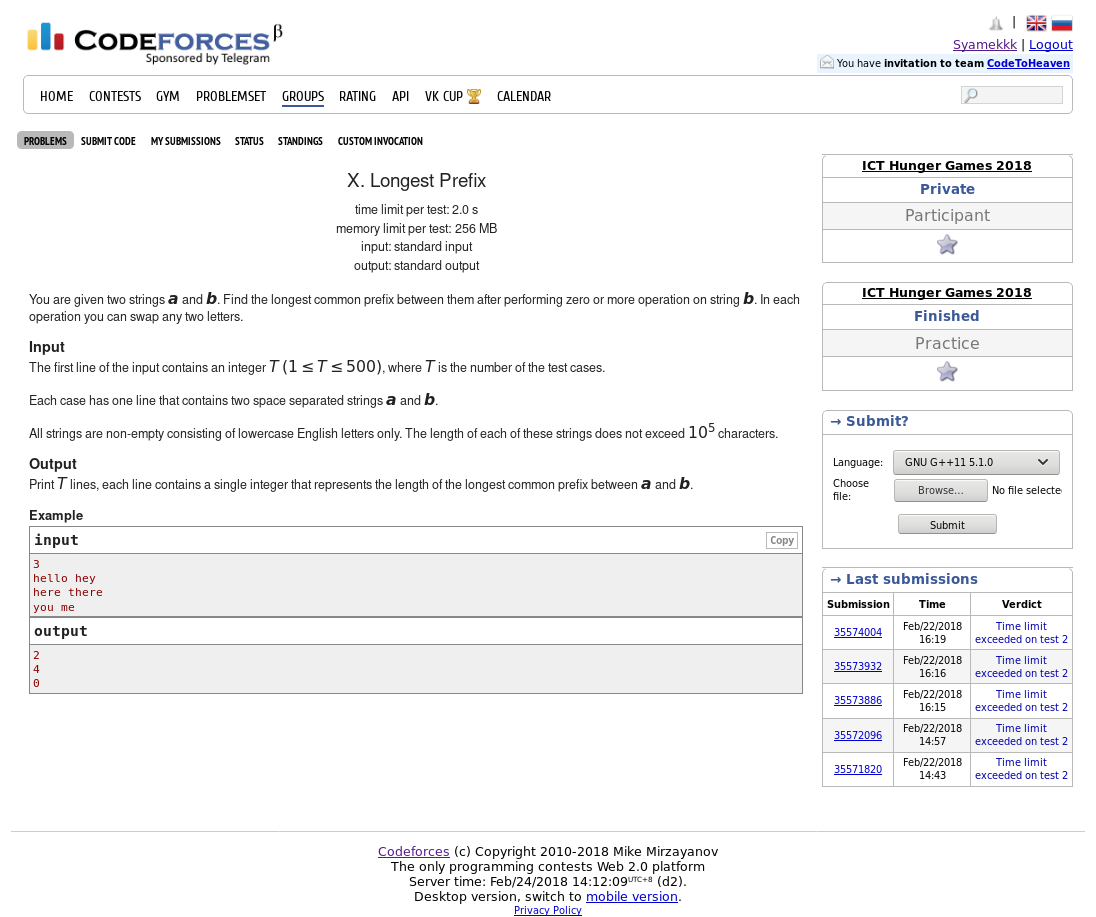 CODEFORCES β
Sponsored by Telegram
|
Syamekkk | Logout
You have invitation to team CodeToHeaven
HOME CONTESTS GYM PROBLEMSET GROUPS RATING API VK CUP CALENDAR
PROBLEMS SUBMIT CODE MY SUBMISSIONS STATUS STANDINGS CUSTOM INVOCATION
X. Longest Prefix
time limit per test: 2.0 s
memory limit per test: 256 MB
input: standard input
output: standard output
You are given two strings a and b. Find the longest common prefix between them after performing zero or more operation on string b. In each
operation you can swap any two letters.
Input
The first line of the input contains an integer T (1 ≤ T ≤ 500), where T is the number of the test cases.
Each case has one line that contains two space separated strings a and b.
All strings are non-empty consisting of lowercase English letters only. The length of each of these strings does not exceed 10^5 characters.
Output
Print T lines, each line contains a single integer that represents the length of the longest common prefix between a and b.
Example
input Copy
3
hello hey
here there
you me
output
2
4
0
ICT Hunger Games 2018
Private
Participant
ICT Hunger Games 2018
Finished
Practice
→ Submit?
Language: GNU G++11 5.1.0
Choose
file: Browse... No file selecte
Submit
→ Last submissions
Submission Time Verdict
35574004 Feb/22/2018 16:19 Time limit exceeded on test 2
35573932 Feb/22/2018 16:16 Time limit exceeded on test 2
35573886 Feb/22/2018 16:15 Time limit exceeded on test 2
35572096 Feb/22/2018 14:57 Time limit exceeded on test 2
35571820 Feb/22/2018 14:43 Time limit exceeded on test 2
Codeforces (c) Copyright 2010-2018 Mike Mirzayanov
The only programming contests Web 2.0 platform
Server time: Feb/24/2018 14:12:09UTC+8 (d2).
Desktop version, switch to mobile version.
Privacy Policy